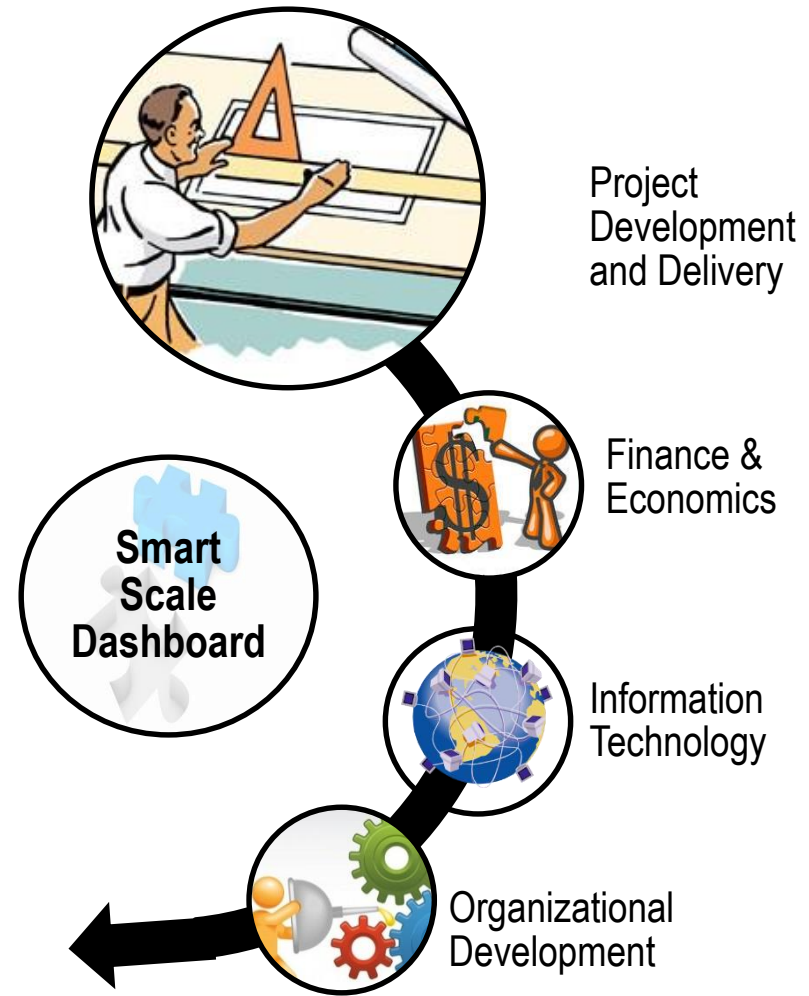 Project
Development
and Delivery
Finance &
Economics
Smart
Scale
Dashboard
Information
Technology
Organizational
Development